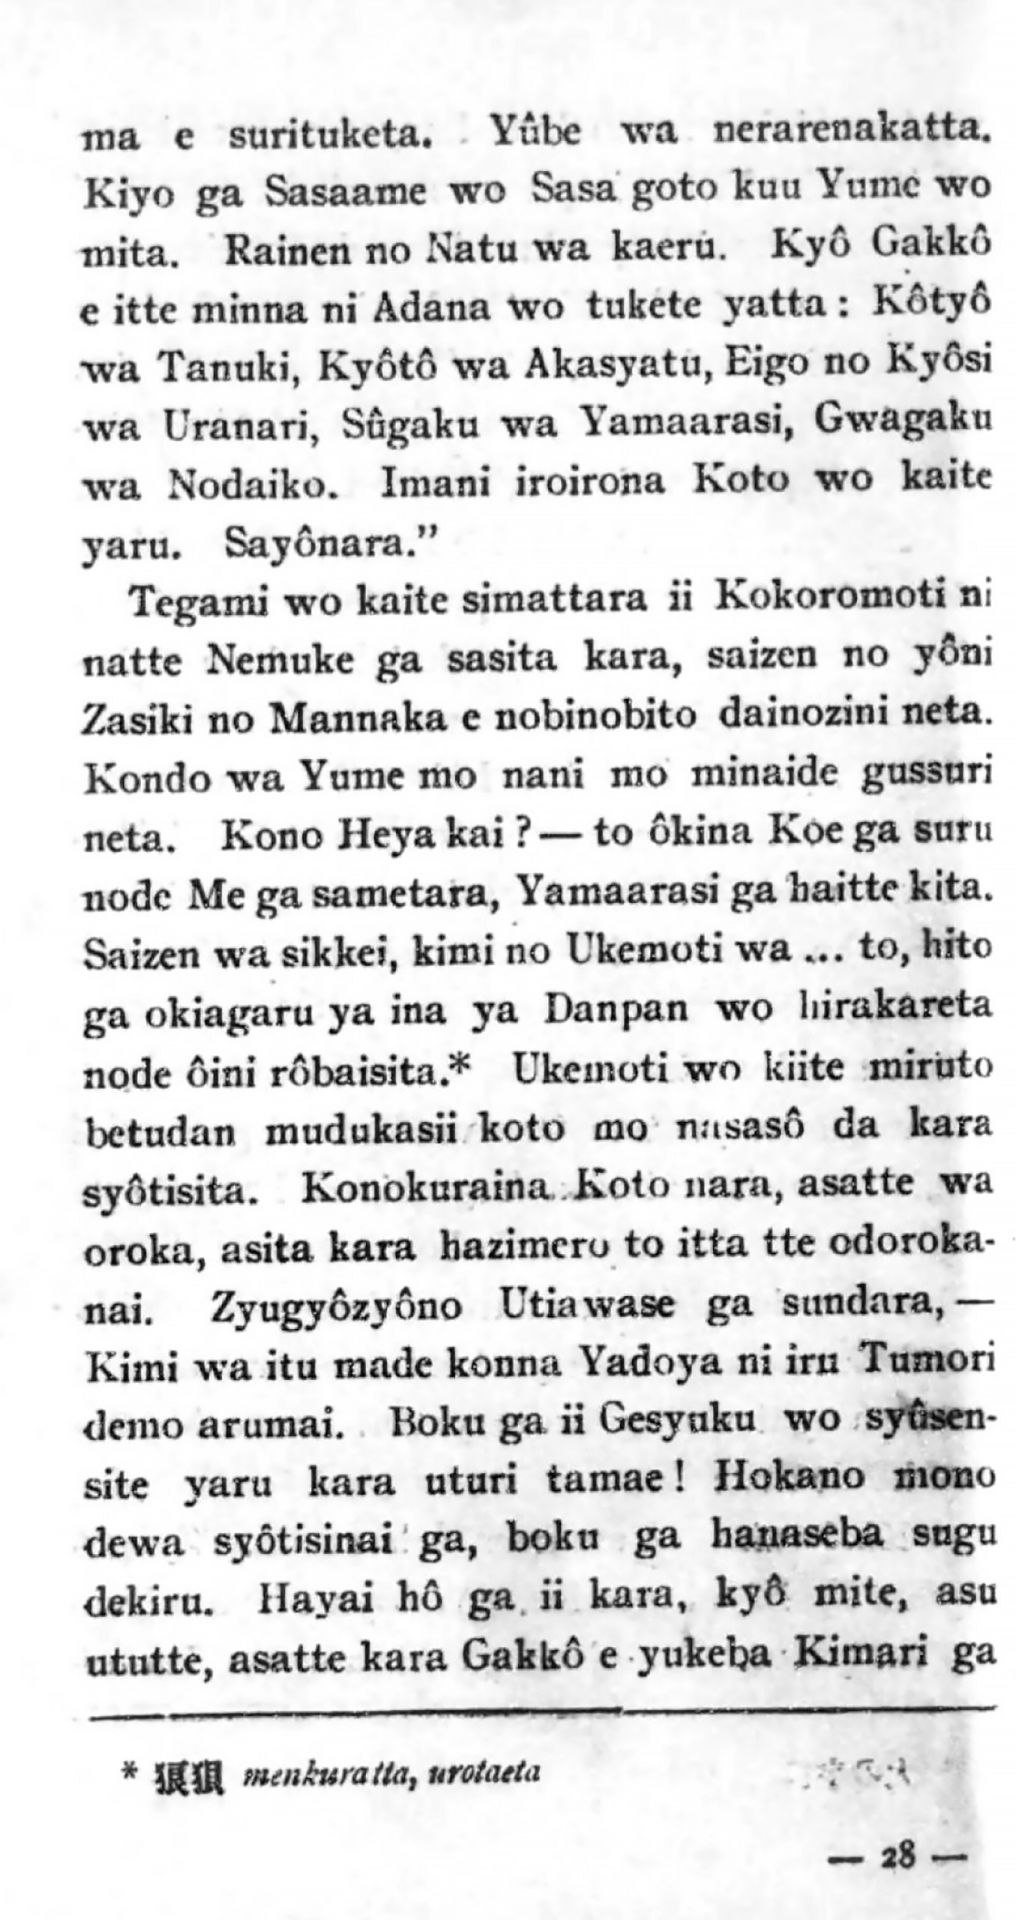 ma e surituketa. Yûbe wa nerarenakatta.
Kiyo ga Sasaame wo Sasa goto kuu Yume wo
mita. Rainen no Natu wa kaeru. Kyô Gakkô
e itte minna ni Adana wo tukete yatta : Kôtyô
wa Tanuki, Kyôtô wa Akasyatu, Eigo no Kyôsi
wa Uranari, Sûgaku wa Yamaarasi, Gwagaku
wa Nodaiko. Imani iroirona Koto wo kaite
yaru. Sayônara.”
Tegami wo kaite simattara ii Kokoromoti ni
natte Nemuke ga sasita kara, saizen no yôni
Zasiki no Mannaka e nobinobito dainozini neta.
Kondo wa Yume mo nani mo minaide gussuri
neta. Kono Heya kai ? — to ôkina Koe ga suru
node Me ga sametara, Yamaarasi ga haitte kita.
Saizen wa sikkei, kimi no Ukemoti wa ... to, hito
ga okiagaru ya ina ya Danpan wo hirakareta
node ôini rôbaisita.* Ukemoti wo kiite miruto
betudan mudukasii koto mo nasasô da kara
syôtisita. Konokuraina Koto nara, asatte wa
oroka, asita kara hazimero to itta tte odoroka-
nai. Zyugyôzyôno Utiawase ga sundara, —
Kimi wa itu made konna Yadoya ni iru Tumori
demo arumai. Boku ga ii Gesyuku wo syûsen-
site yaru kara uturi tamae ! Hokano mono
dewa syôtisinai ga, boku ga hanaseba sugu
dekiru. Hayai hô ga ii kara, kyô mite, asu
ututte, asatte kara Gakkô e yukeba Kimari ga
* 狼狽 menkuratta, urotaeta
— 28 —